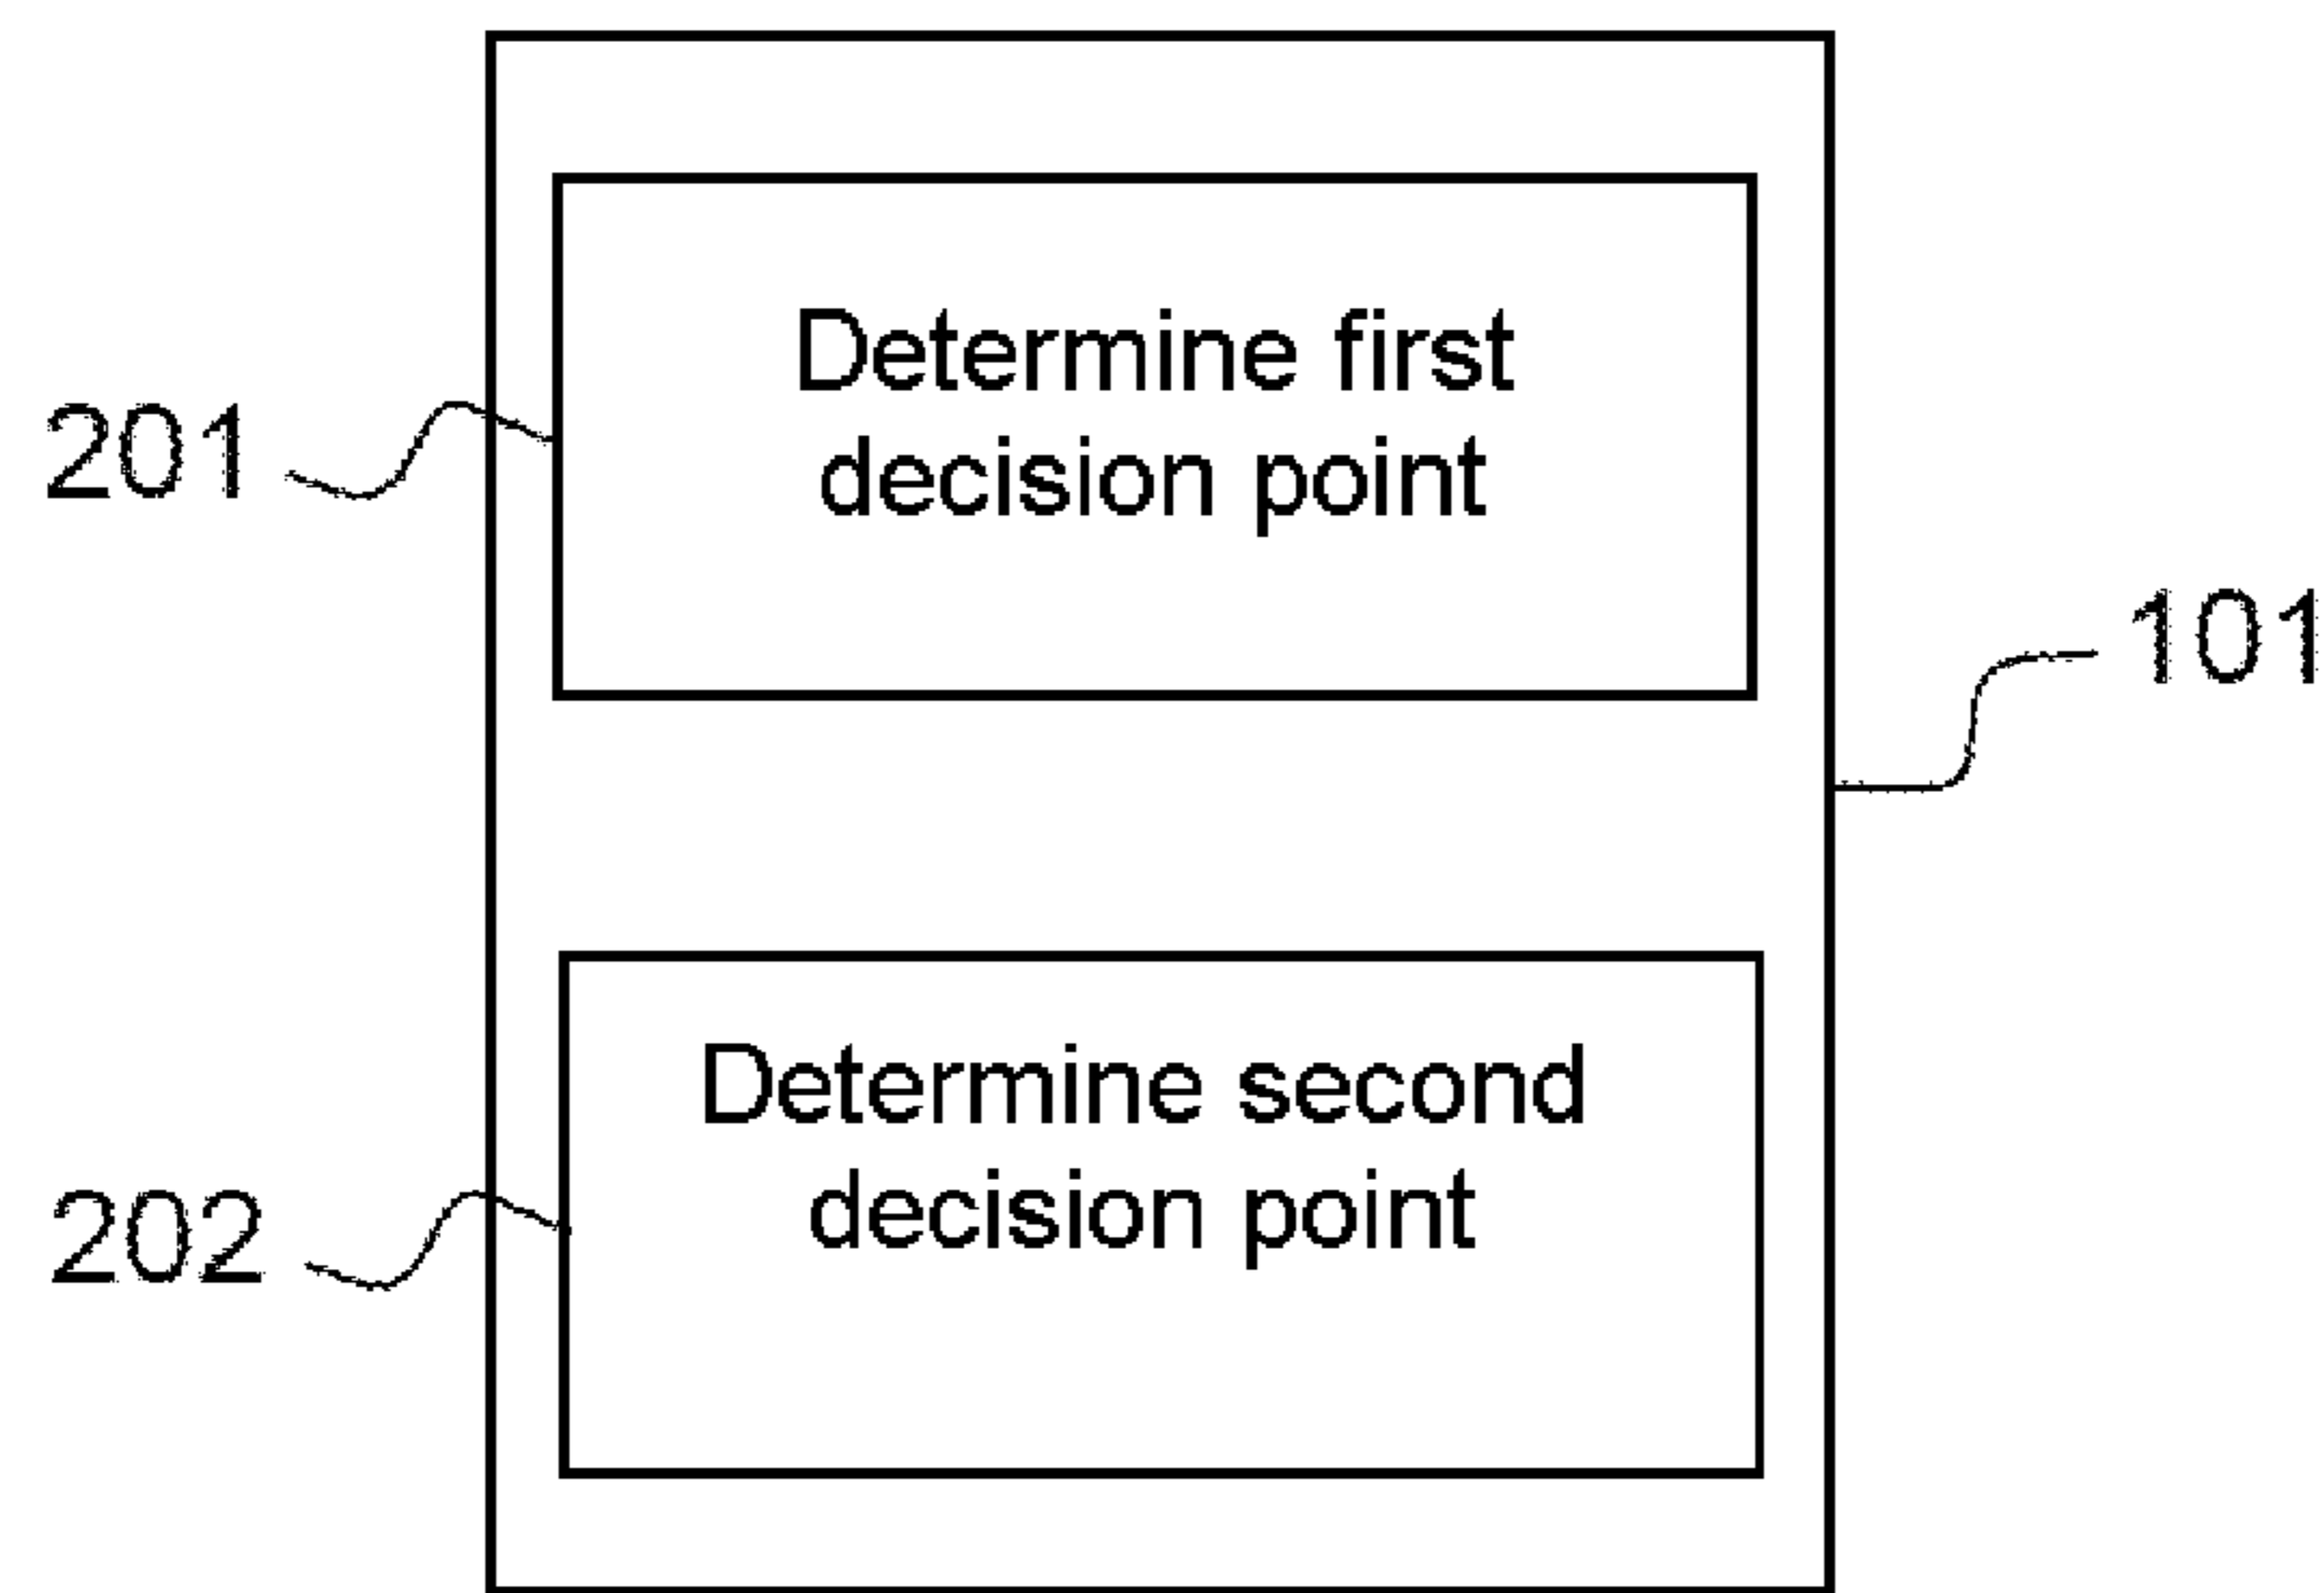 Determine first
decision point
201
101
Determine second
decision point
202